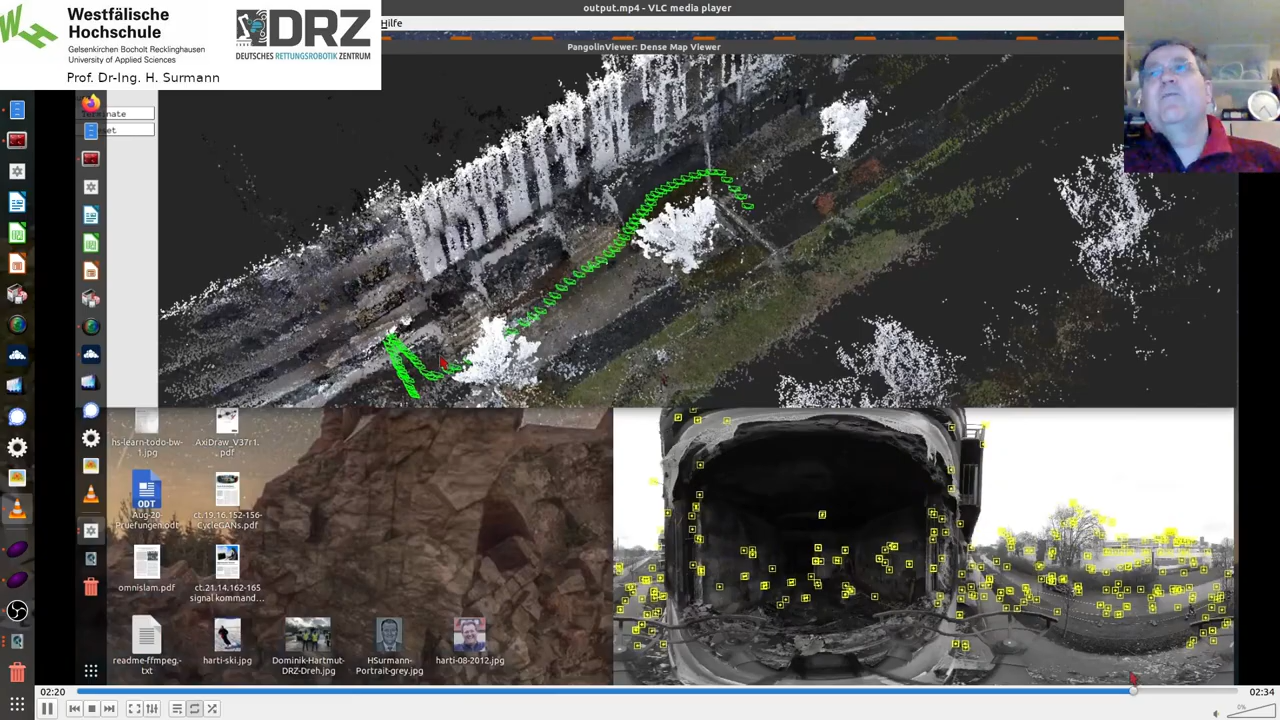 output.mp4 - VLC media player
Hilfe
Westfälische
Hochschule
Gelsenkirchen Bocholt Recklinghausen
University of Applied Sciences
Prof. Dr-Ing. H. Surmann
DRZ
DEUTSCHES RETTUNGSROBOTIK ZENTRUM
PangolinViewer: Dense Map Viewer
hs-learn-todo-bw-
1.jpg
AxiDraw_V37r1.
pdf
ODT
Aug-20-
Pruefungen.odt
ct.19.16.152-156-
CycleGANs.pdf
omnislam.pdf
ct.21.14.162-165
signal kommand...
readme-ffmpeg.-
txt
harti-ski.jpg
Dominik-Hartmut-
DRZ-Dreh.jpg
HSurmann-
Portrait-grey.jpg
harti-08-2012.jpg
02:20
02:34
0%